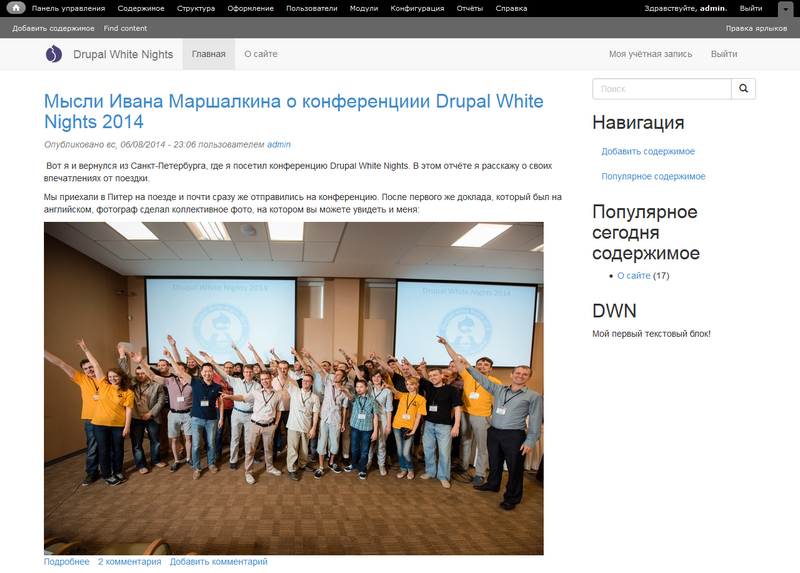 Панель управления Содержимое Структура Оформление Пользователи Модули Конфигурация Отчёты Справка Здравствуйте, admin. Выйти
Добавить содержимое Find content Правка ярлыков
Drupal White Nights Главная О сайте Моя учётная запись Выйти
Мысли Ивана Маршалкина о конференциии Drupal White
Nights 2014
Опубликовано вс, 06/08/2014 - 23:06 пользователем admin
Вот я и вернулся из Санкт-Петербурга, где я посетил конференцию Drupal White Nights. В этом отчёте я расскажу о своих
впечатлениях от поездки.
Мы приехали в Питер на поезде и почти сразу же отправились на конференцию. После первого же доклада, который был на
английском, фотограф сделал коллективное фото, на котором вы можете увидеть и меня:
Drupal White Nights 2014
Drupal White Nights 2014
Подробнее 2 комментария Добавить комментарий
Поиск
Навигация
Добавить содержимое
Популярное содержимое
Популярное
сегодня
содержимое
О сайте (17)
DWN
Мой первый текстовый блок!